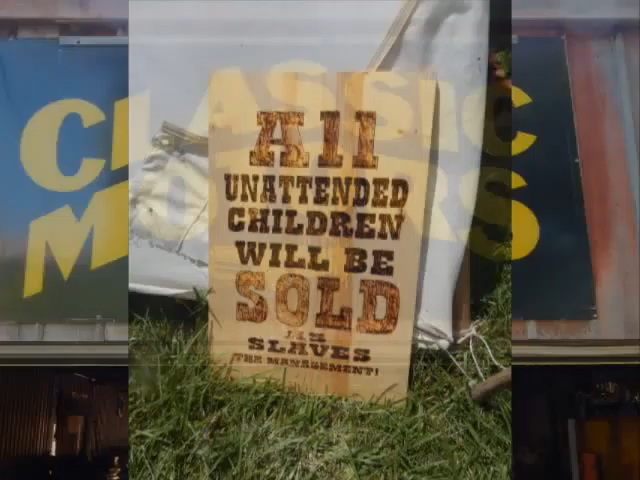 CLASSIC
MOTORS
All
UNATTENDED
CHILDREN
WILL BE
SOLD
AS
SLAVES
(THE MANAGEMENT!